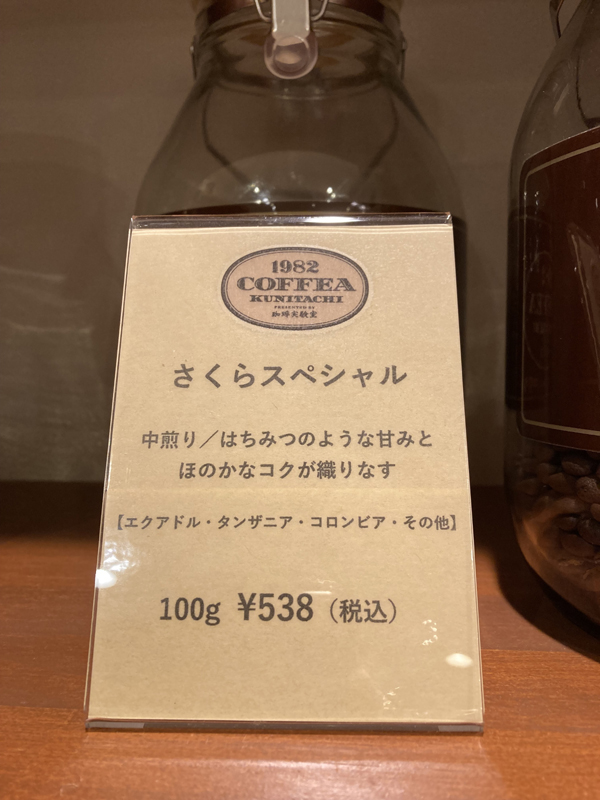 1982
COFFEA
KUNITACHI
PRESENTED BY
珈琲実験室
さくらスペシャル
中煎り／はちみつのような甘みと
ほのかなコクが織りなす
【エクアドル・タンザニア・コロンビア・その他】
100g ¥538（税込）